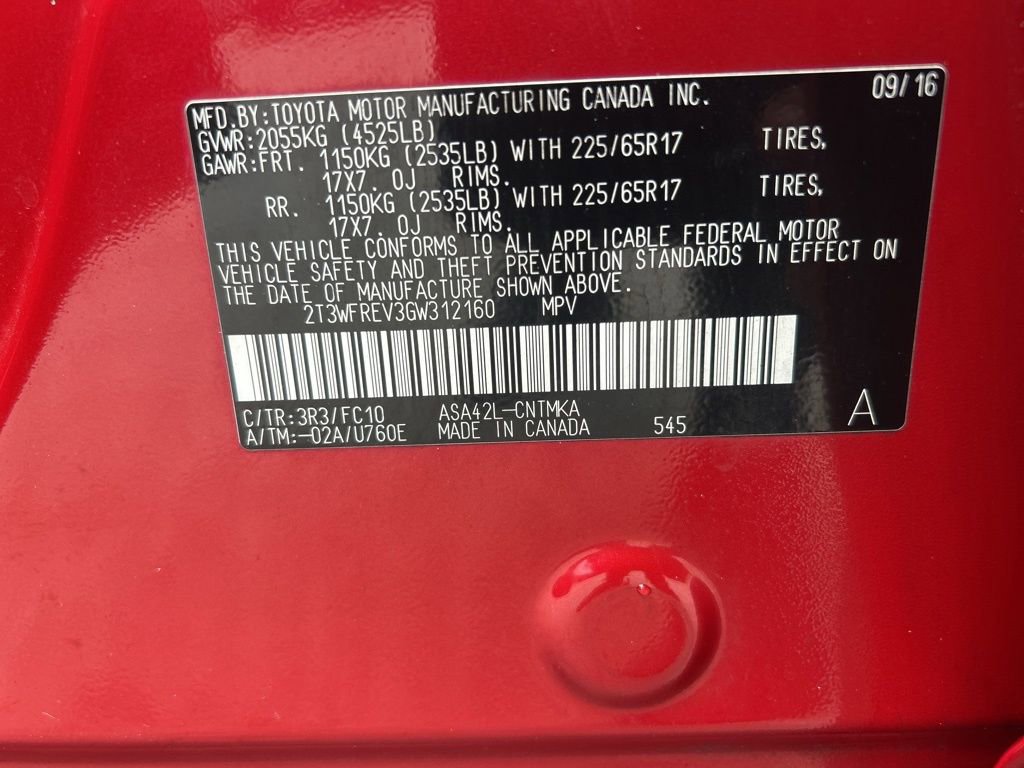 09/16
MFD.BY:TOYOTA MOTOR MANUFACTURING CANADA INC.
GVWR:2055KG (4525LB)
GAWR:FRT. 1150KG (2535LB) WITH 225/65R17 TIRES,
17X7.0J RIMS.
RR. 1150KG (2535LB) WITH 225/65R17 TIRES,
17X7.0J RIMS.
THIS VEHICLE CONFORMS TO ALL APPLICABLE FEDERAL MOTOR
VEHICLE SAFETY AND THEFT PREVENTION STANDARDS IN EFFECT ON
THE DATE OF MANUFACTURE SHOWN ABOVE.
2T3WFREV3GW312160 MPV
C/TR:3R3/FC10 ASA42L-CNTMKA A
A/TM:-02A/U760E MADE IN CANADA 545